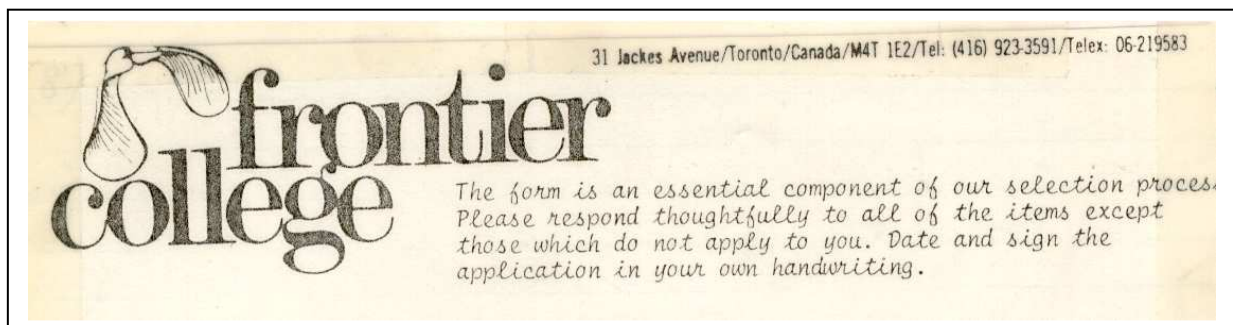 31 Jackes Avenue/Toronto/Canada/M4T 1E2/Tel: (416) 923-3591/Telex: 06-219583
frontier
college
The form is an essential component of our selection proces
Please respond thoughtfully to all of the items except
those which do not apply to you. Date and sign the
application in your own handwriting.